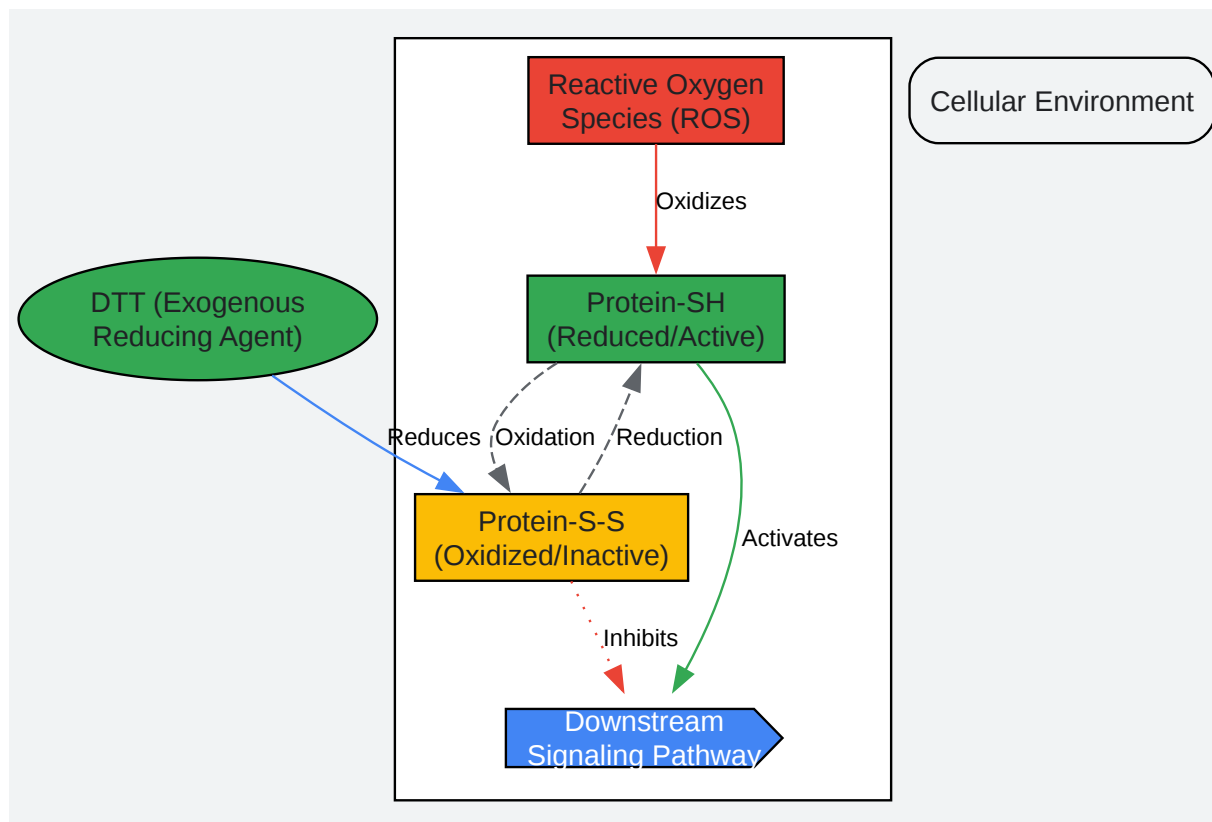 Reactive Oxygen
Species (ROS)
Cellular Environment
Oxidizes
DTT (Exogenous
Reducing Agent)
Protein-SH
(Reduced/Active)
Reduces
Oxidation
Reduction
Protein-S-S
(Oxidized/Inactive)
Activates
Inhibits
Downstream
Signaling Pathway